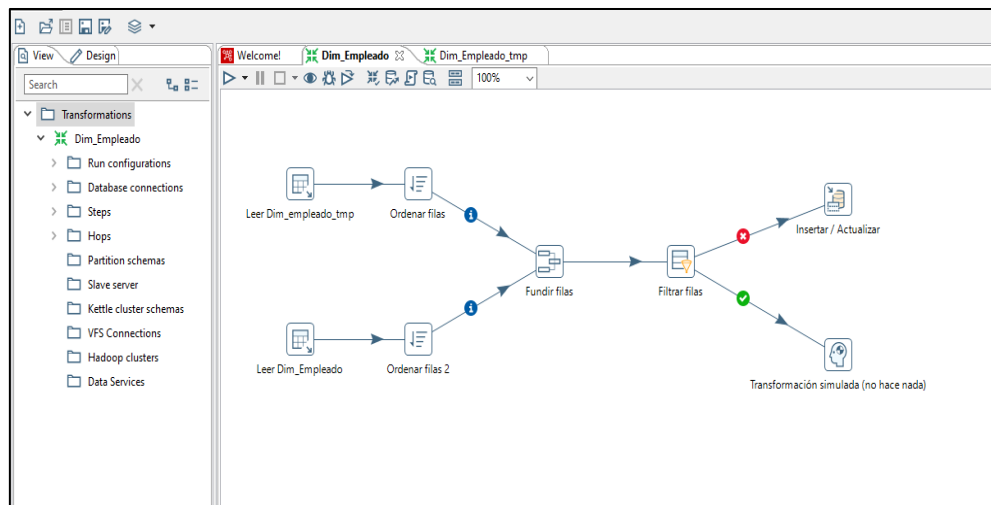 View
Design
Welcome!
Dim_Empleado
Dim_Empleado_tmp
Search
100%
Transformations
Dim_Empleado
Run configurations
Database connections
Steps
Hops
Partition schemas
Slave server
Kettle cluster schemas
VFS Connections
Hadoop clusters
Data Services
Leer Dim_empleado_tmp
Ordenar filas
Insertar / Actualizar
Fundir filas
Filtrar filas
Leer Dim_Empleado
Ordenar filas 2
Transformación simulada (no hace nada)